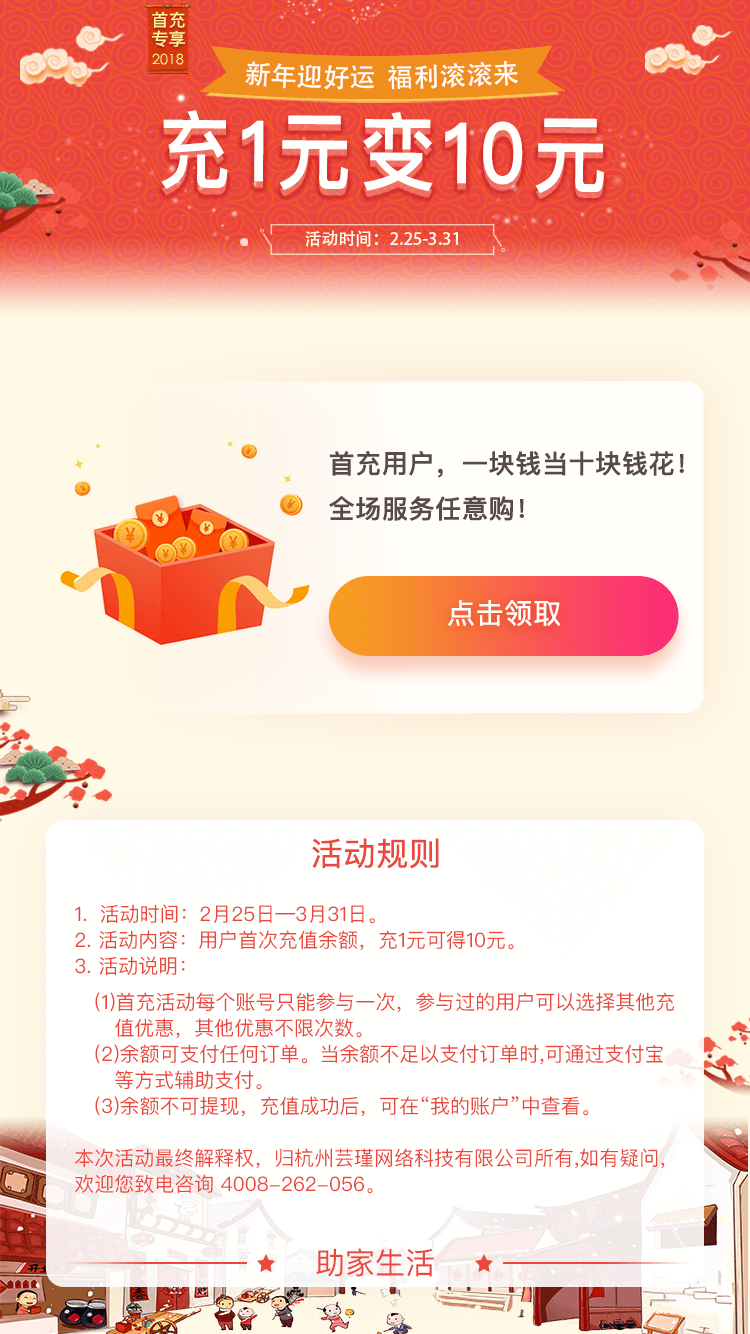 首充
专享
2018
新年迎好运 福利滚滚来
充1元变10元
活动时间：2.25-3.31
首充用户，一块钱当十块钱花！
全场服务任意购！
点击领取
活动规则
1. 活动时间：2月25日—3月31日。
2. 活动内容：用户首次充值余额，充1元可得10元。
3. 活动说明：
(1)首充活动每个账号只能参与一次，参与过的用户可以选择其他充
值优惠，其他优惠不限次数。
(2)余额可支付任何订单。当余额不足以支付订单时,可通过支付宝
等方式辅助支付。
(3)余额不可提现，充值成功后，可在“我的账户”中查看。
本次活动最终解释权，归杭州芸瑾网络科技有限公司所有,如有疑问，
欢迎您致电咨询 4008-262-056。
助家生活